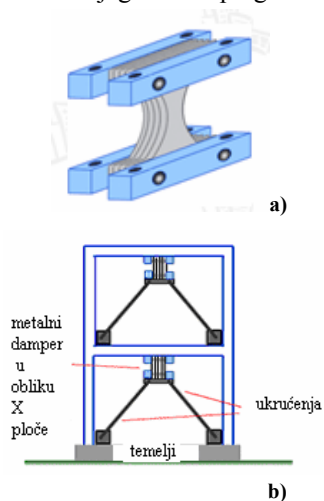 a)
metalni
damper
u
obliku
X
ploče
ukrućenja
temelji
b)